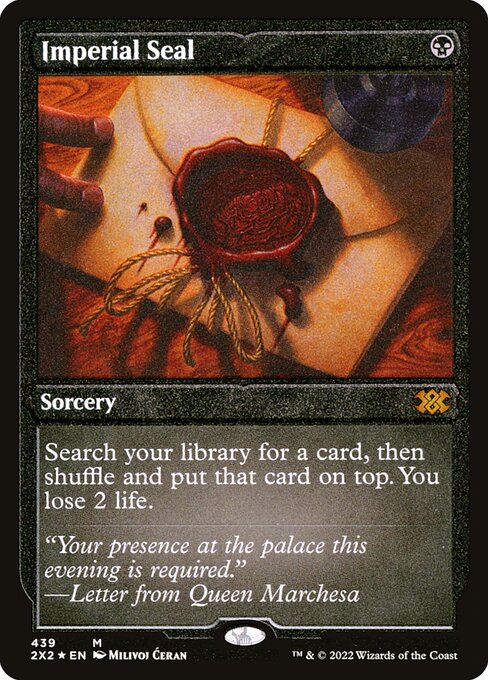 Imperial Seal
Sorcery
Search your library for a card, then
shuffle and put that card on top. You
lose 2 life.
“Your presence at the palace this
evening is required.”
—Letter from Queen Marchesa
439 M
2X2 ★ EN Milivoj Ćeran
™ & © 2022 Wizards of the Coast